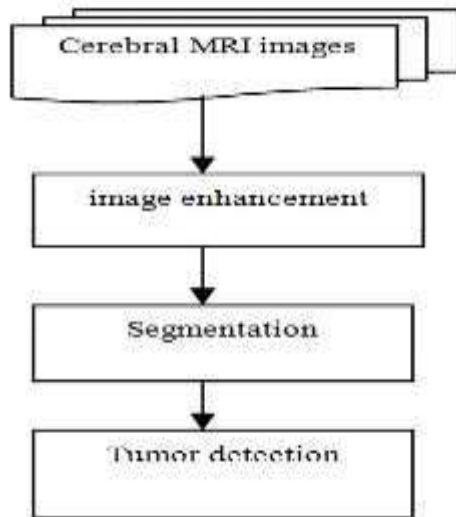 Cerebral MRI images
image enhancement
Segmentation
Tumor detection